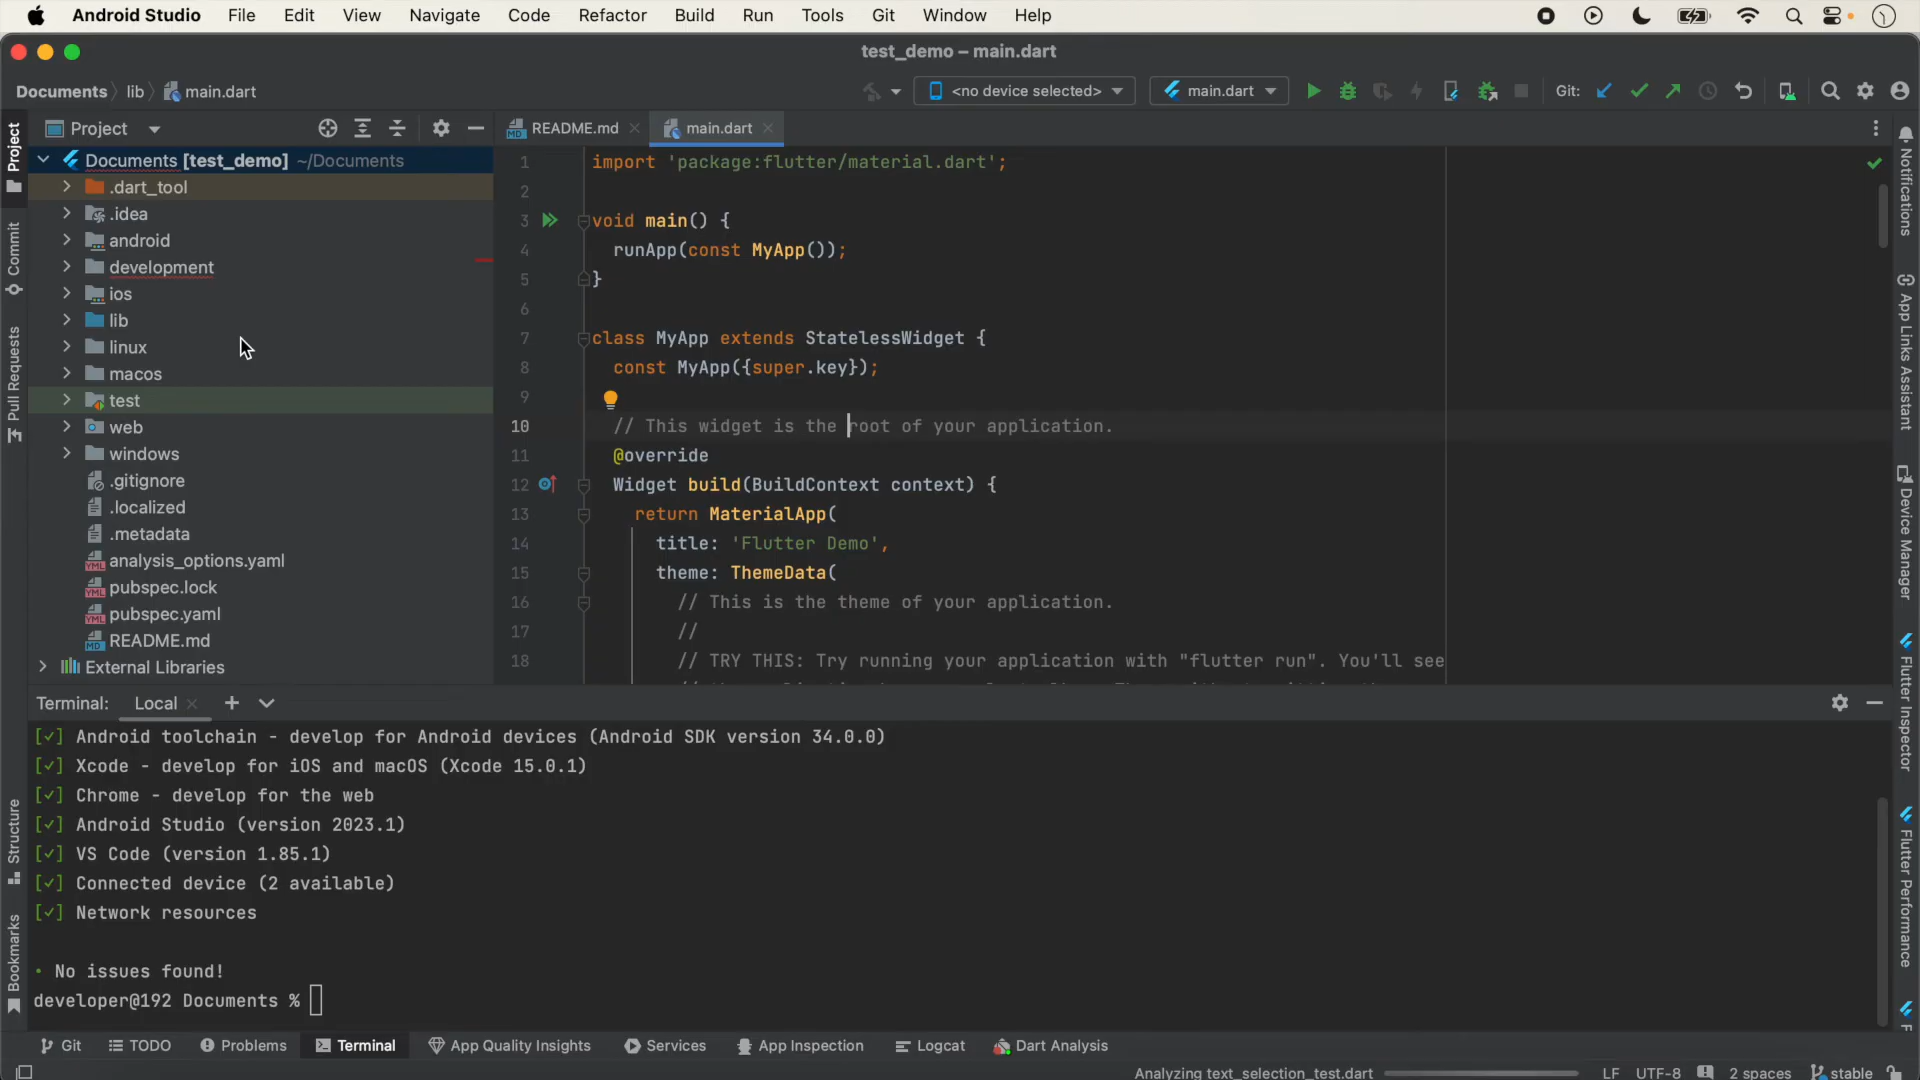 Android Studio File Edit View Navigate Code Refactor Build Run Tools Git Window Help
test_demo – main.dart
Documents lib main.dart
<no device selected> main.dart Git:
Project
README.md main.dart
Documents [test_demo] ~/Documents
.dart_tool
.idea
android
development
ios
lib
linux
macos
test
web
windows
.gitignore
.localized
.metadata
analysis_options.yaml
pubspec.lock
pubspec.yaml
README.md
External Libraries
1 import 'package:flutter/material.dart';
2
3 void main() {
4 runApp(const MyApp());
5 }
6
7 class MyApp extends StatelessWidget {
8 const MyApp({super.key});
9
10 // This widget is the root of your application.
11 @override
12 Widget build(BuildContext context) {
13 return MaterialApp(
14 title: 'Flutter Demo',
15 theme: ThemeData(
16 // This is the theme of your application.
17 //
18 // TRY THIS: Try running your application with "flutter run". You'll see
Project
Commit
Pull Requests
Structure
Bookmarks
Notifications
App Links Assistant
Device Manager
Flutter Inspector
Flutter Performance
Terminal: Local
[✓] Android toolchain - develop for Android devices (Android SDK version 34.0.0)
[✓] Xcode - develop for iOS and macOS (Xcode 15.0.1)
[✓] Chrome - develop for the web
[✓] Android Studio (version 2023.1)
[✓] VS Code (version 1.85.1)
[✓] Connected device (2 available)
[✓] Network resources
• No issues found!
developer@192 Documents %
Git TODO Problems Terminal App Quality Insights Services App Inspection Logcat Dart Analysis
Analyzing text_selection_test.dart LF UTF-8 2 spaces stable